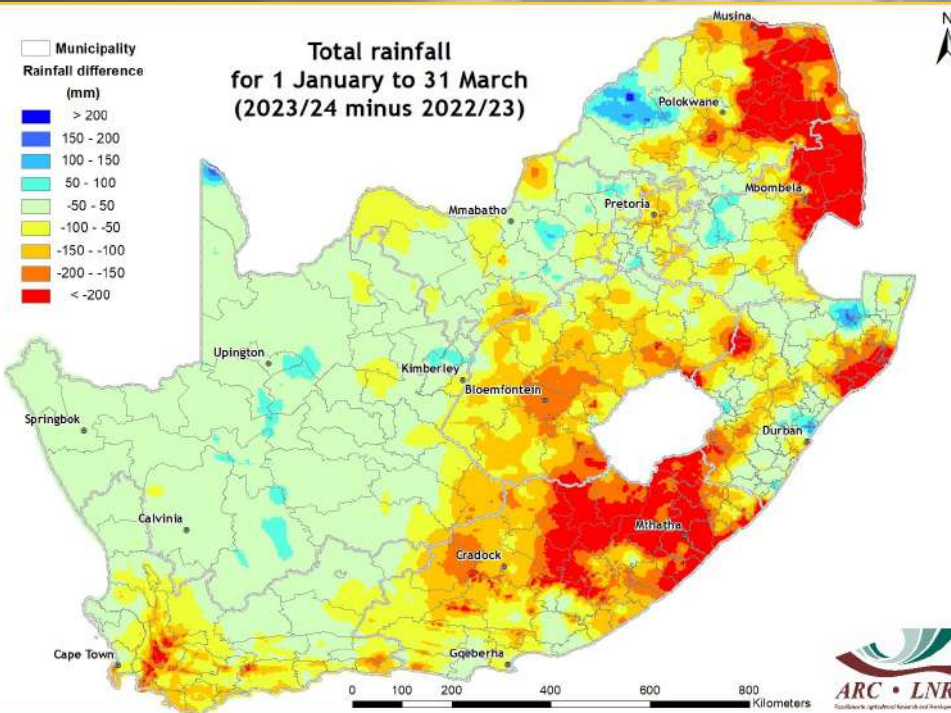 Total rainfall
for 1 January to 31 March
(2023/24 minus 2022/23)
N
Municipality
Rainfall difference
(mm)
> 200
150 - 200
100 - 150
50 - 100
-50 - 50
-100 - -50
-150 - -100
-200 - -150
< -200
Musina
Polokwane
Mbombela
Pretoria
Mmabatho
Upington
Kimberley
Bloemfontein
Springbok
Durban
Calvinia
Mthatha
Cradock
Cape Town
Gqeberha
0 100 200 400 600 800
Kilometers
ARC • LNR